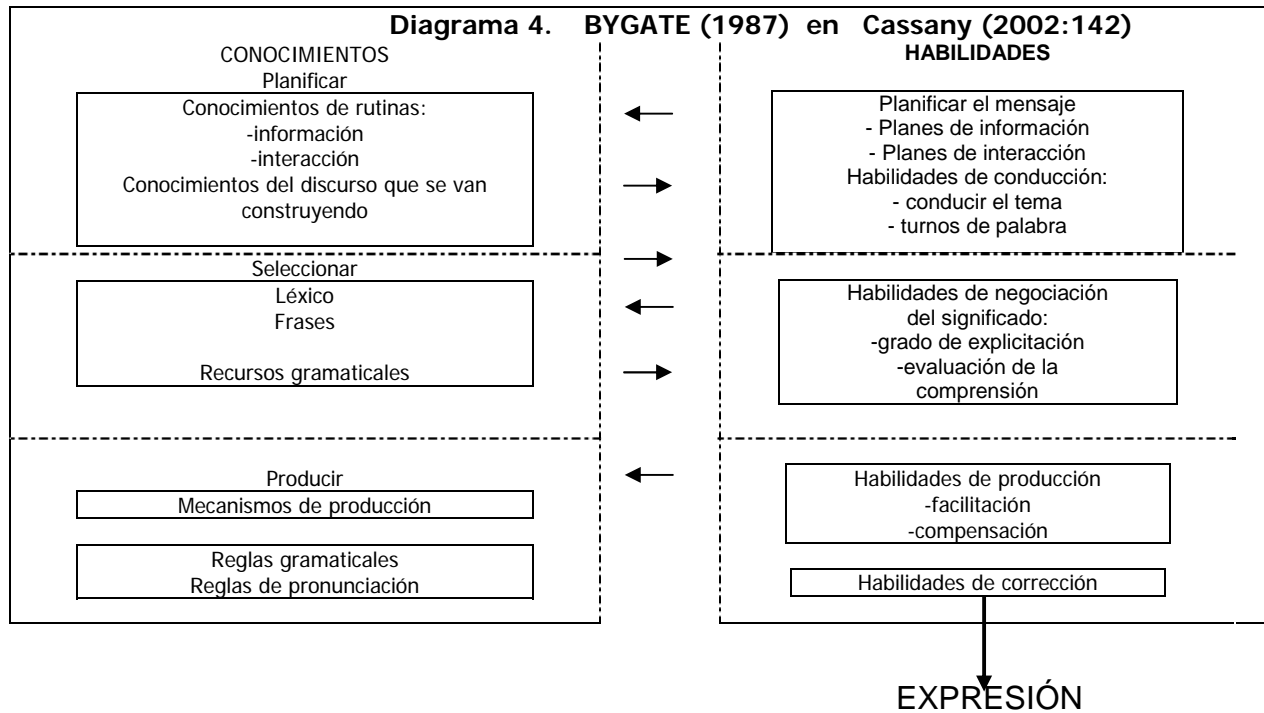 Diagrama 4. BYGATE (1987) en Cassany (2002:142)
CONOCIMIENTOS
Planificar
Conocimientos de rutinas:
-información
-interacción
Conocimientos del discurso que se van
construyendo
Seleccionar
Léxico
Frases
Recursos gramaticales
Producir
Mecanismos de producción
Reglas gramaticales
Reglas de pronunciación
HABILIDADES
Planificar el mensaje
- Planes de información
- Planes de interacción
Habilidades de conducción:
- conducir el tema
- turnos de palabra
Habilidades de negociación
del significado:
-grado de explicitación
-evaluación de la
comprensión
Habilidades de producción
-facilitación
-compensación
Habilidades de corrección
EXPRESIÓN